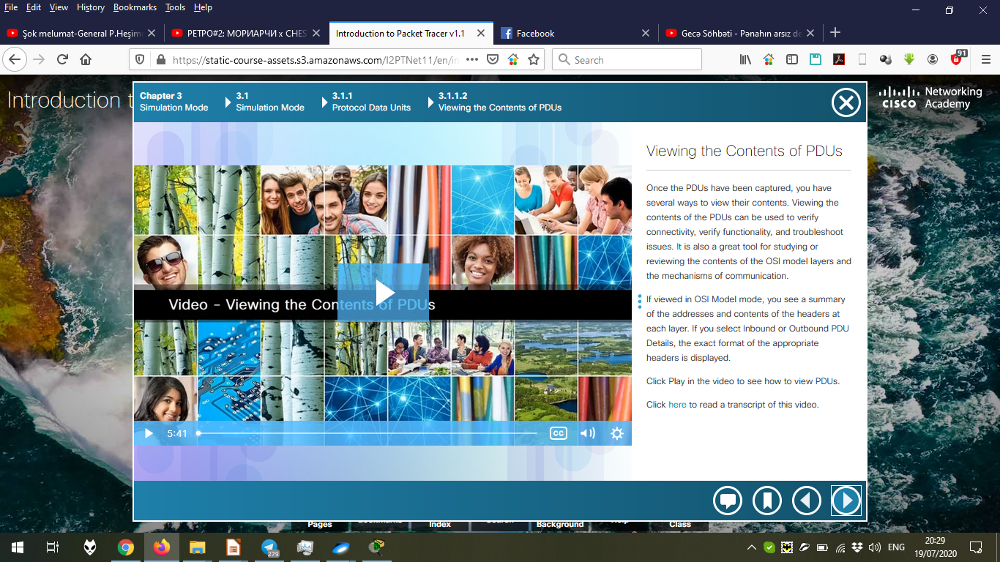 File Edit View History Bookmarks Tools Help
Şok melumat-General P.Heşim
РЕТРО#2: МОРИАРЧИ x CHES
Introduction to Packet Tracer v1.1
Facebook
Gecə Söhbəti - Pənahın arsız de
https://static-course-assets.s3.amazonaws.com/I2PTNet11/en/in
Search
91
Introduction t
Chapter 3
Simulation Mode
3.1
Simulation Mode
3.1.1
Protocol Data Units
3.1.1.2
Viewing the Contents of PDUs
CISCO
Networking
Academy
Video - Viewing the Contents of PDUs
5:41
CC
Viewing the Contents of PDUs
Once the PDUs have been captured, you have
several ways to view their contents. Viewing the
contents of the PDUs can be used to verify
connectivity, verify functionality, and troubleshoot
issues. It is also a great tool for studying or
reviewing the contents of the OSI model layers and
the mechanisms of communication.
If viewed in OSI Model mode, you see a summary
of the addresses and contents of the headers at
each layer. If you select Inbound or Outbound PDU
Details, the exact format of the appropriate
headers is displayed.
Click Play in the video to see how to view PDUs.
Click here to read a transcript of this video.
Pages
Index
Background
Class
279
ENG
20:29
19/07/2020